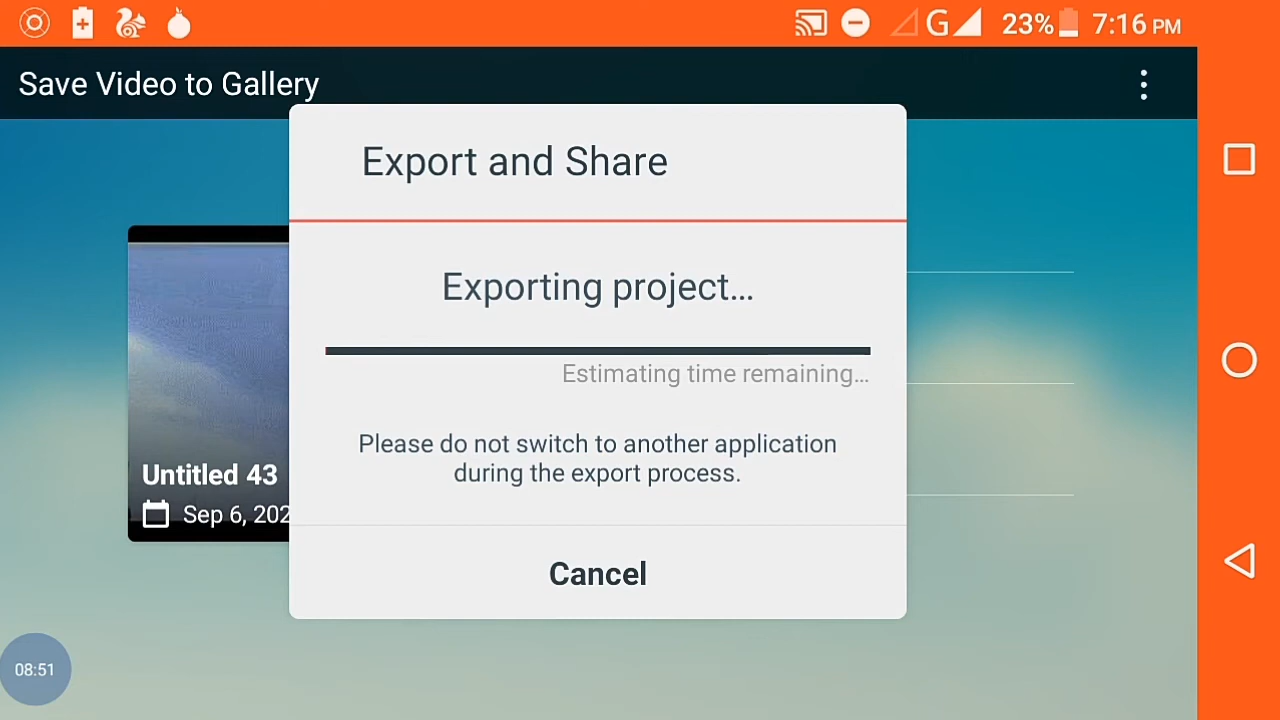 G 23% 7:16 PM
Save Video to Gallery
Export and Share
Exporting project...
Estimating time remaining...
Please do not switch to another application
during the export process.
Untitled 43
Sep 6, 202
Cancel
08:51